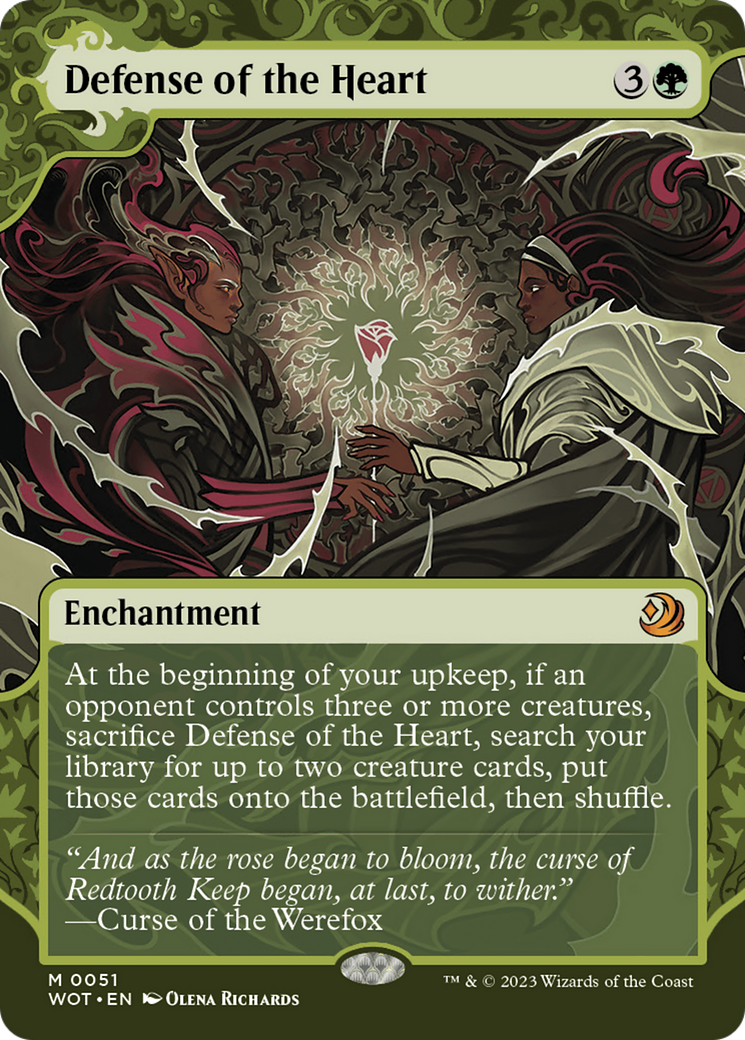 Defense of the Heart 3
Enchantment
At the beginning of your upkeep, if an
opponent controls three or more creatures,
sacrifice Defense of the Heart, search your
library for up to two creature cards, put
those cards onto the battlefield, then shuffle.
“And as the rose began to bloom, the curse of
Redtooth Keep began, at last, to wither.”
—Curse of the Werefox
M 0051
WOT • EN Olena Richards
™ & © 2023 Wizards of the Coast